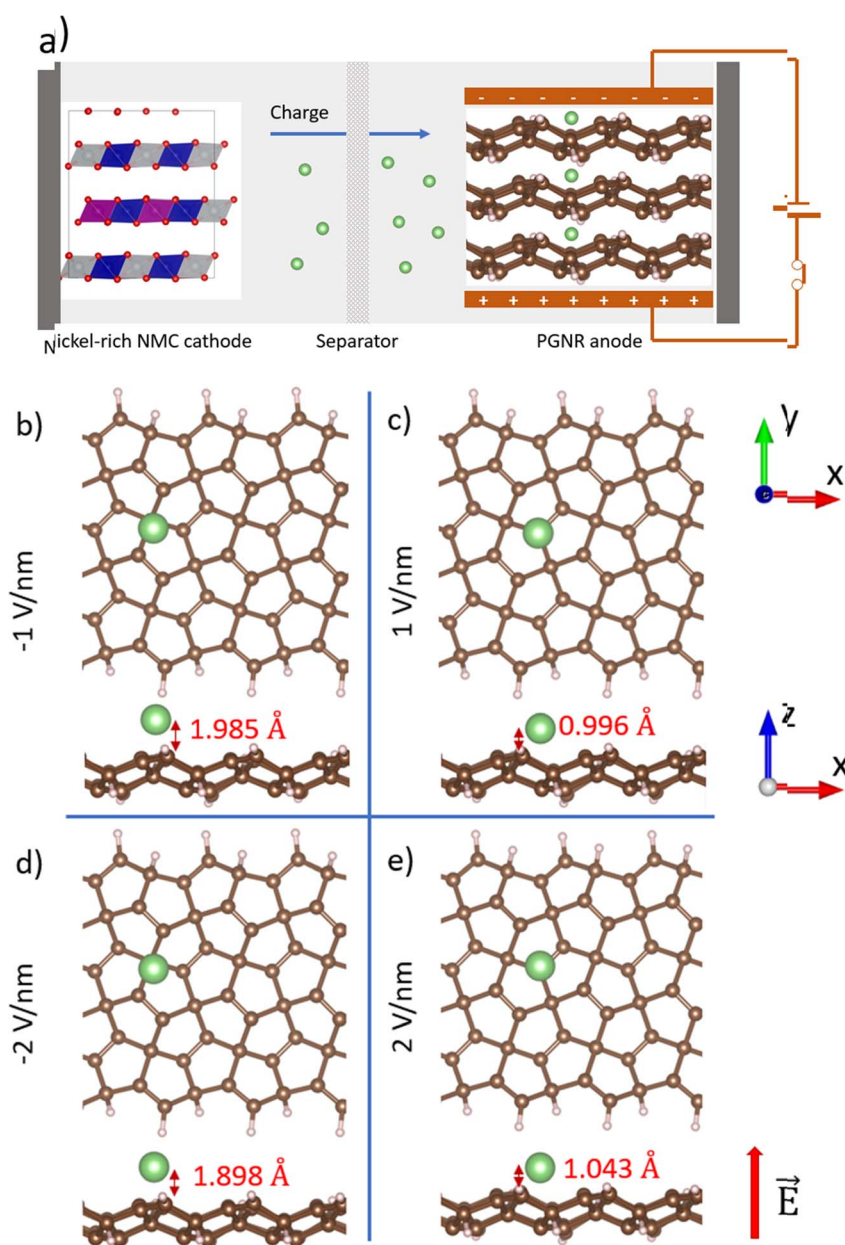 a)
Charge
- - - - - - - -
+ + + + + + + +
Nickel-rich NMC cathode
Separator
PGNR anode
b)
c)
y
x
-1 V/nm
1 V/nm
1.985 Å
0.996 Å
z
x
d)
e)
-2 V/nm
2 V/nm
1.898 Å
1.043 Å
E